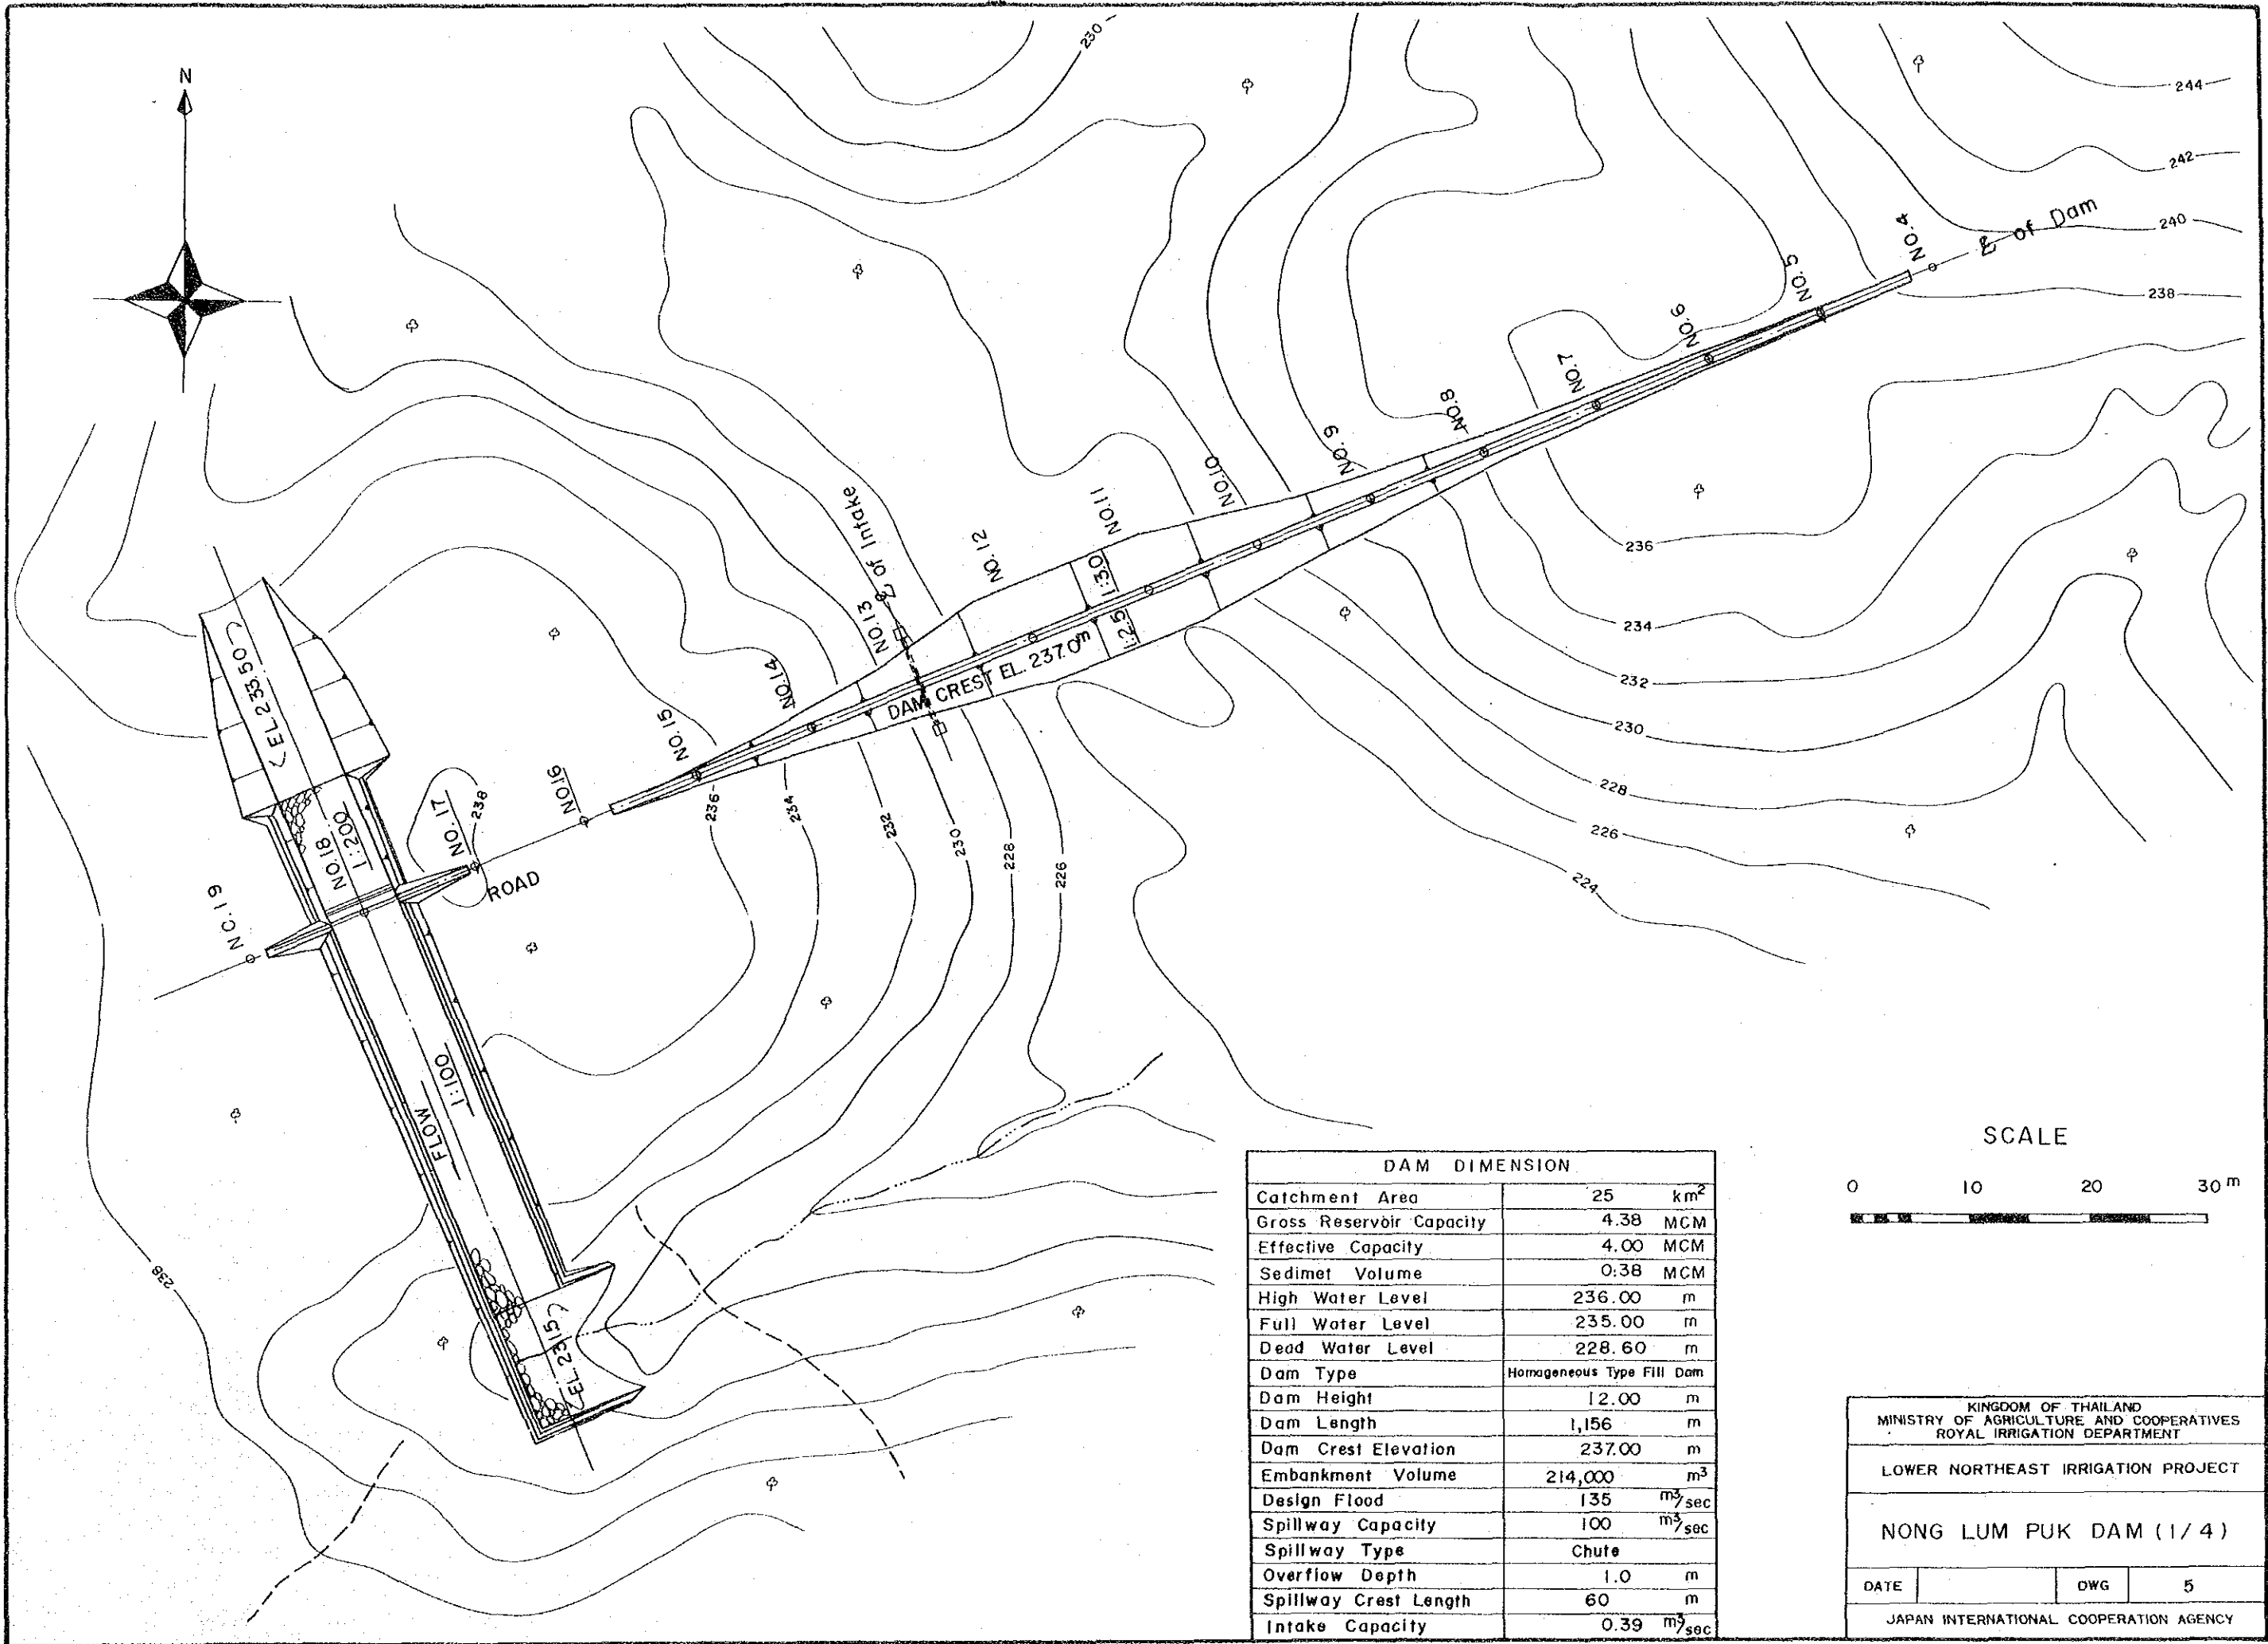 N
230
244
242
240
238
℄ of Dam
NO.4
NO.5
NO.6
NO.7
NO.8
NO.9
NO.10
NO.11
NO.12
℄ of Intake
NO.13
NO.14
NO.15
NO.16
NO.17
NO.18
NC.19
1:3.0
1:2.5
DAM CREST EL. 237.0m
236
234
232
230
228
226
224
236
234
232
230
228
226
238
238
< EL 233.50 >
1:200
ROAD
1:100
FLOW
< EL. 231.5 >
SCALE
0 10 20 30 m
DAM DIMENSION
Catchment Area 25 km²
Gross Reservoir Capacity 4.38 MCM
Effective Capacity 4.00 MCM
Sedimet Volume 0.38 MCM
High Water Level 236.00 m
Full Water Level 235.00 m
Dead Water Level 228.60 m
Dam Type Homogeneous Type Fill Dam
Dam Height 12.00 m
Dam Length 1,156 m
Dam Crest Elevation 237.00 m
Embankment Volume 214,000 m³
Design Flood 135 m³/sec
Spillway Capacity 100 m³/sec
Spillway Type Chute
Overflow Depth 1.0 m
Spillway Crest Length 60 m
Intake Capacity 0.39 m³/sec
KINGDOM OF THAILAND
MINISTRY OF AGRICULTURE AND COOPERATIVES
ROYAL IRRIGATION DEPARTMENT
LOWER NORTHEAST IRRIGATION PROJECT
NONG LUM PUK DAM (1/4)
DATE DWG 5
JAPAN INTERNATIONAL COOPERATION AGENCY